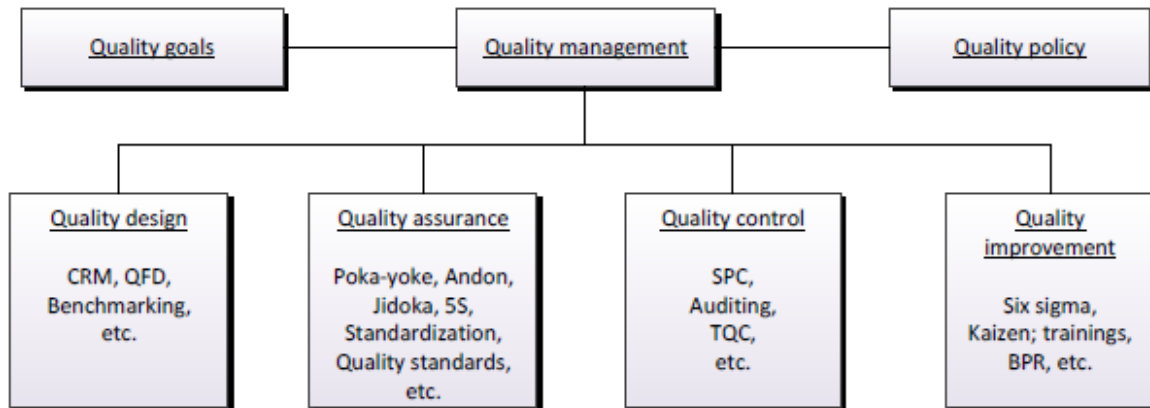 Quality goals
Quality management
Quality policy
Quality design
CRM, QFD,
Benchmarking,
etc.
Quality assurance
Poka-yoke, Andon,
Jidoka, 5S
Standardization,
Quality standards,
etc.
Quality control
SPC,
Auditing,
TQC,
etc.
Quality
improvement
Six sigma,
Kaizen; trainings,
BPR, etc.